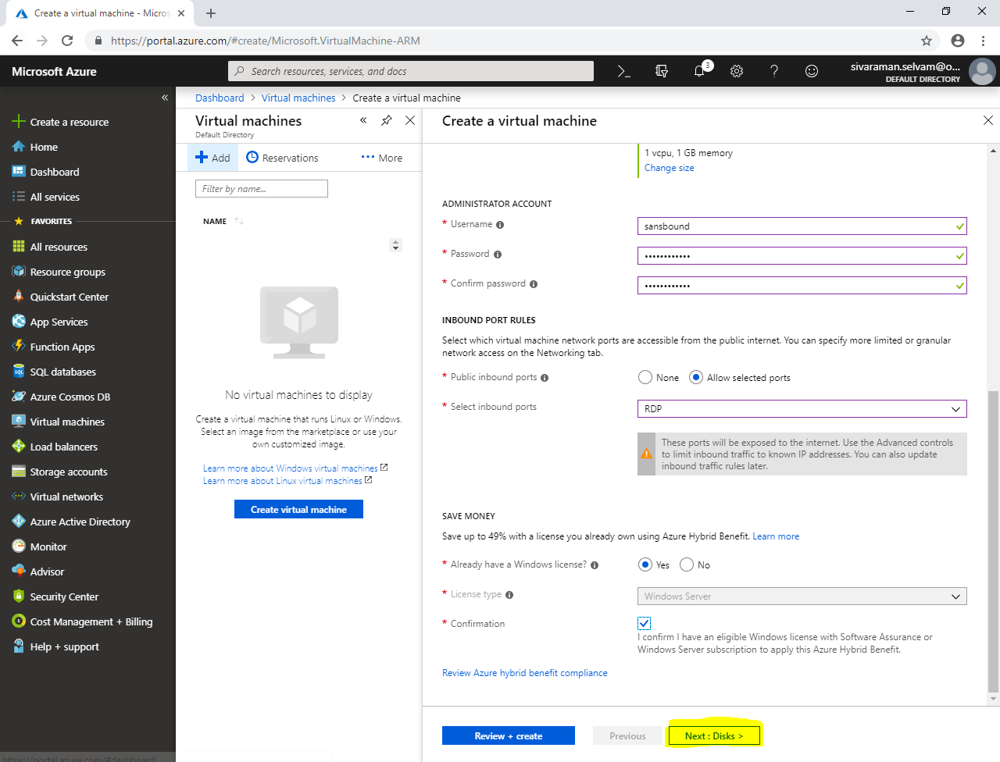 Create a virtual machine - Micros
https://portal.azure.com/#create/Microsoft.VirtualMachine-ARM
Microsoft Azure
Search resources, services, and docs
3
sivaraman.selvam@o...
DEFAULT DIRECTORY
Create a resource
Home
Dashboard
All services
FAVORITES
All resources
Resource groups
Quickstart Center
App Services
Function Apps
SQL databases
Azure Cosmos DB
Virtual machines
Load balancers
Storage accounts
Virtual networks
Azure Active Directory
Monitor
Advisor
Security Center
Cost Management + Billing
Help + support
https://portal.azure.com/#dashboard
Dashboard > Virtual machines > Create a virtual machine
Virtual machines
Default Directory
Add
Reservations
More
Filter by name...
NAME
No virtual machines to display
Create a virtual machine that runs Linux or Windows.
Select an image from the marketplace or use your
own customized image.
Learn more about Windows virtual machines
Learn more about Linux virtual machines
Create virtual machine
Create a virtual machine
1 vcpu, 1 GB memory
Change size
ADMINISTRATOR ACCOUNT
* Username
sansbound
* Password
••••••••••••
* Confirm password
••••••••••••
INBOUND PORT RULES
Select which virtual machine network ports are accessible from the public internet. You can specify more limited or granular
network access on the Networking tab.
* Public inbound ports
None
Allow selected ports
* Select inbound ports
RDP
These ports will be exposed to the internet. Use the Advanced controls
to limit inbound traffic to known IP addresses. You can also update
inbound traffic rules later.
SAVE MONEY
Save up to 49% with a license you already own using Azure Hybrid Benefit. Learn more
* Already have a Windows license?
Yes
No
* License type
Windows Server
* Confirmation
I confirm I have an eligible Windows license with Software Assurance or
Windows Server subscription to apply this Azure Hybrid Benefit.
Review Azure hybrid benefit compliance
Review + create
Previous
Next : Disks >